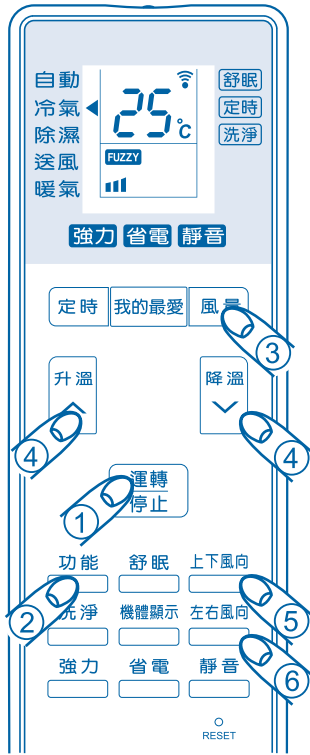 自動
冷氣
除濕
送風
暖氣
25℃
FUZZY
舒眠
定時
洗淨
強力 省電 靜音
定時 我的最愛 風量
③
升溫 降溫
④ ④
運轉
停止
①
功能 舒眠 上下風向
② ⑤
洗淨 機體顯示 左右風向
⑥
強力 省電 靜音
RESET